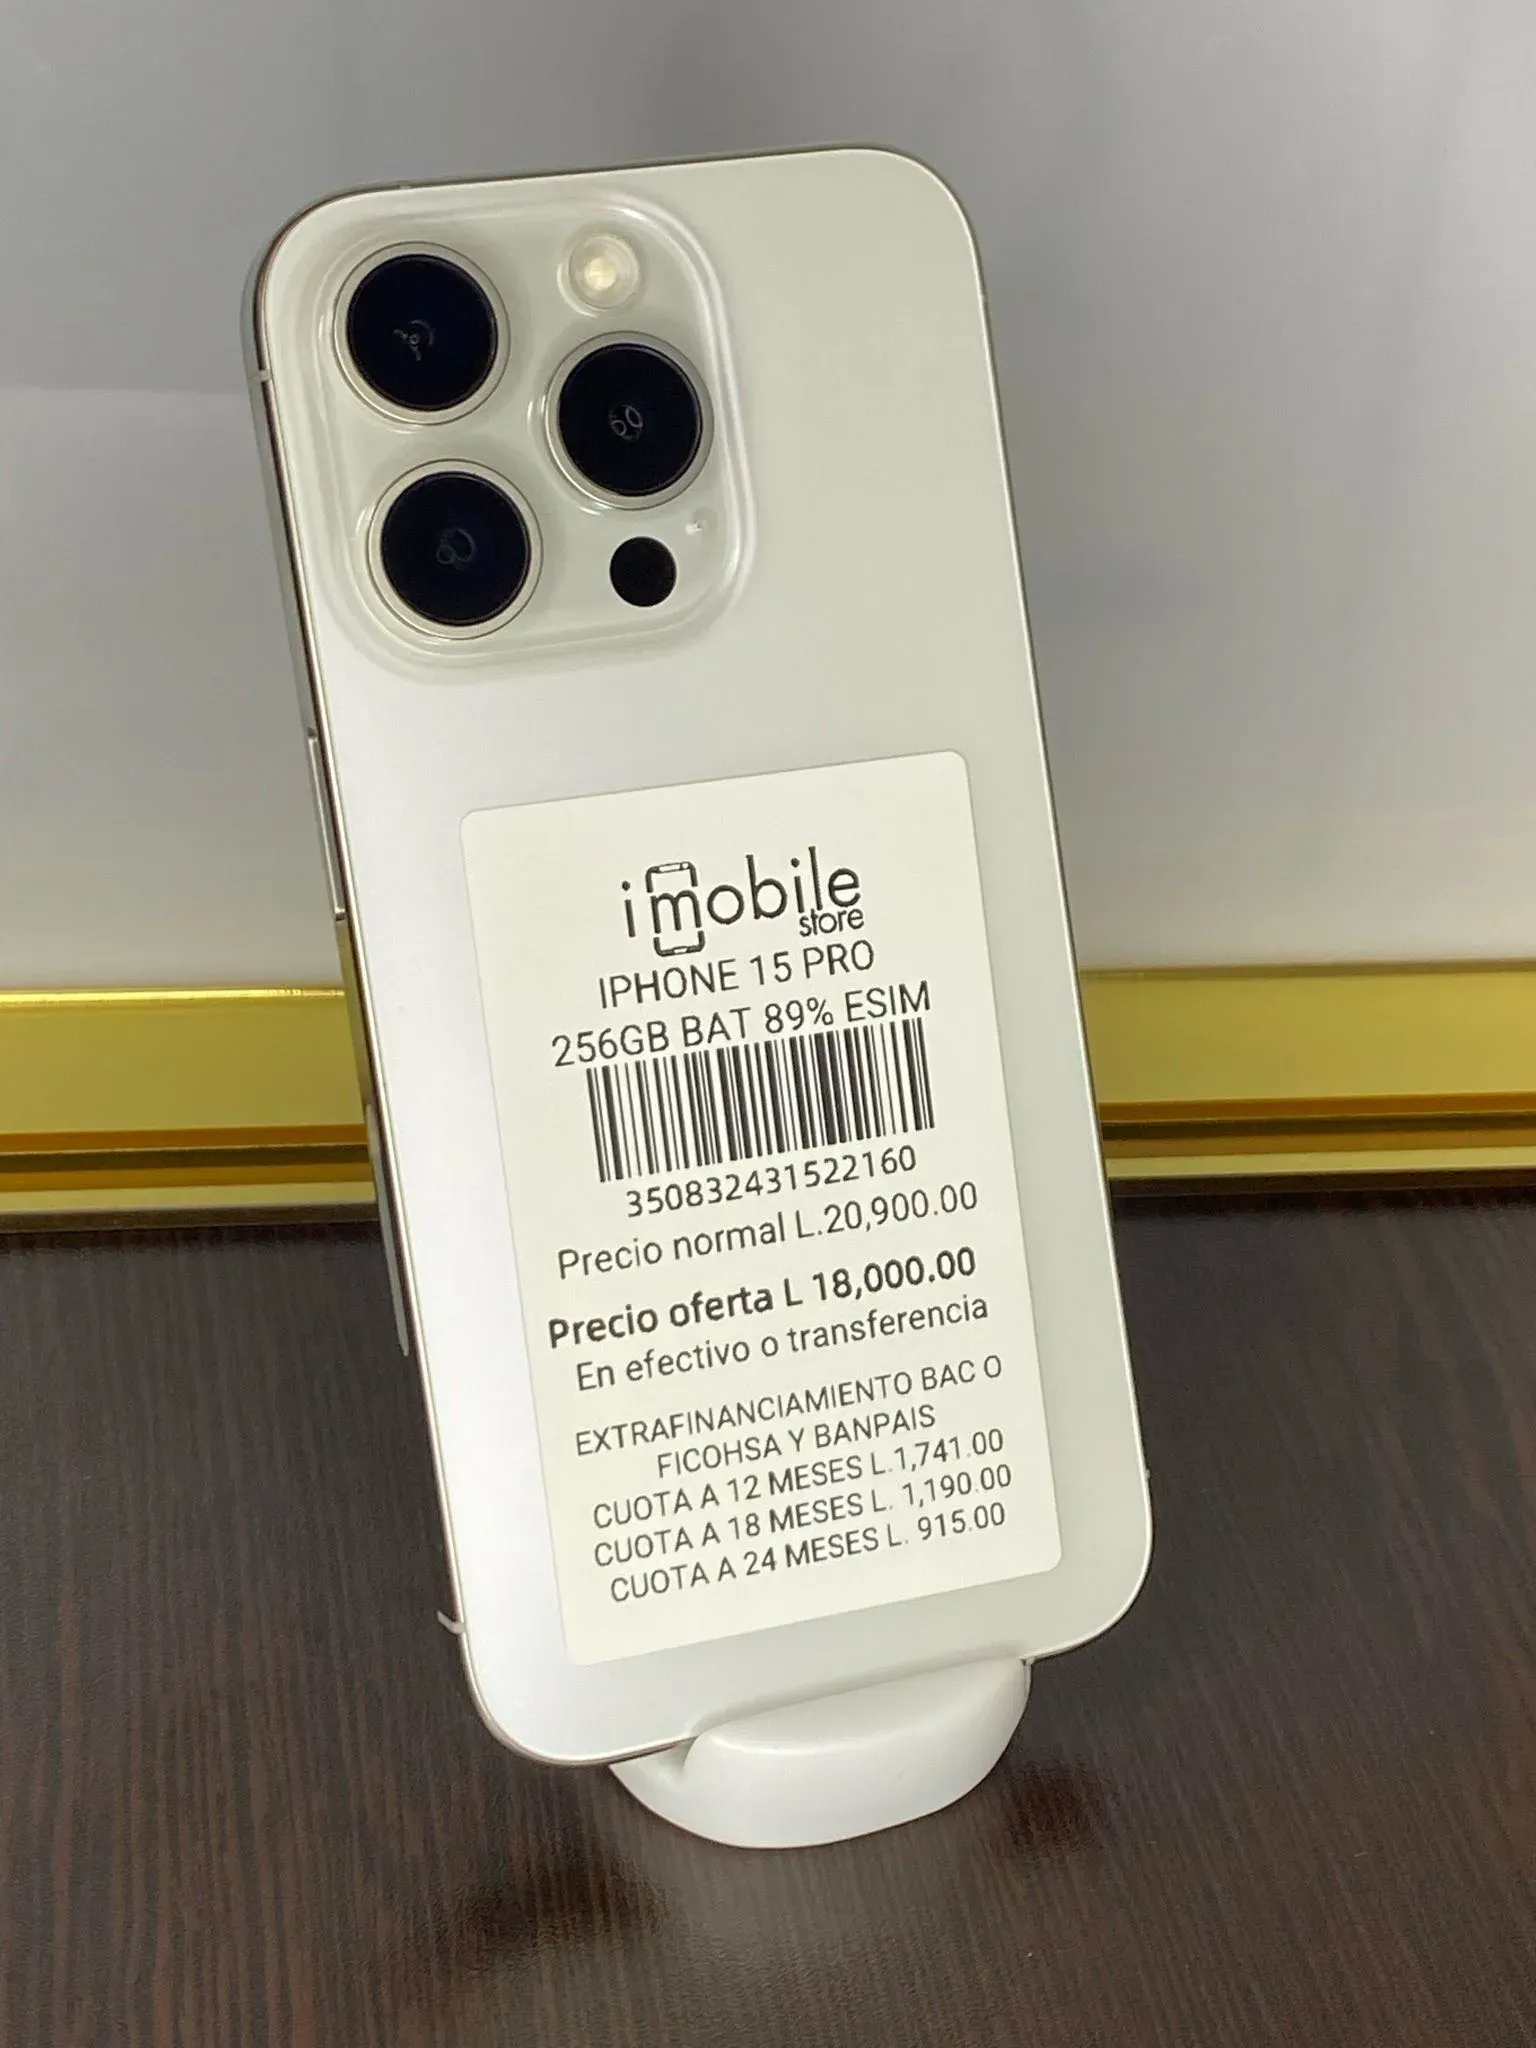 imobile
store
IPHONE 15 PRO
256GB BAT 89% ESIM
350832431522160
Precio normal L.20,900.00
Precio oferta L 18,000.00
En efectivo o transferencia
EXTRAFINANCIAMIENTO BAC O
FICOHSA Y BANPAIS
CUOTA A 12 MESES L.1,741.00
CUOTA A 18 MESES L. 1,190.00
CUOTA A 24 MESES L. 915.00